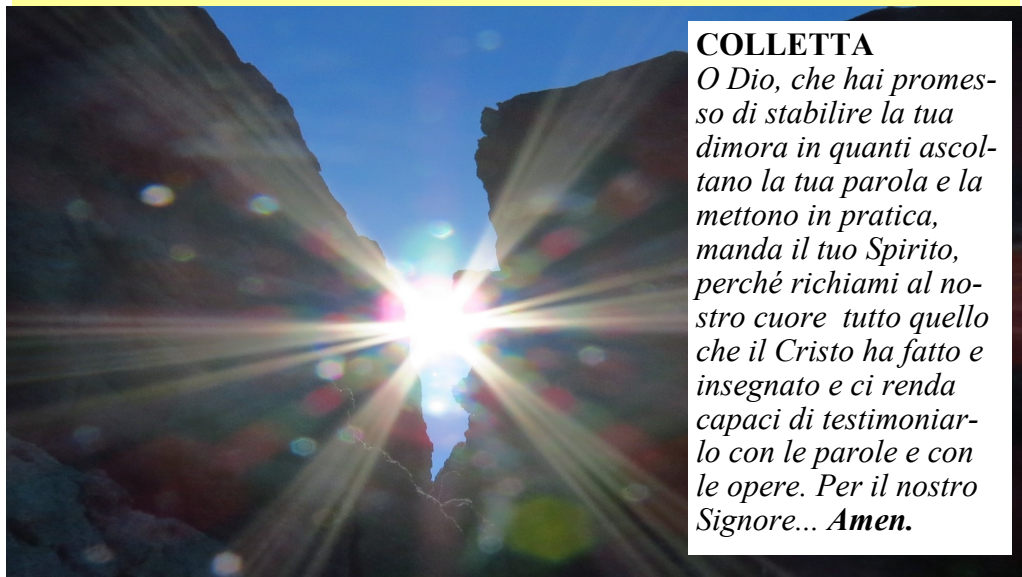 COLLETTA
O Dio, che hai promes-
so di stabilire la tua
dimora in quanti ascol-
tano la tua parola e la
mettono in pratica,
manda il tuo Spirito,
perché richiami al no-
stro cuore  tutto quello
che il Cristo ha fatto e
insegnato e ci renda
capaci di testimoniar-
lo con le parole e con
le opere. Per il nostro
Signore... Amen.